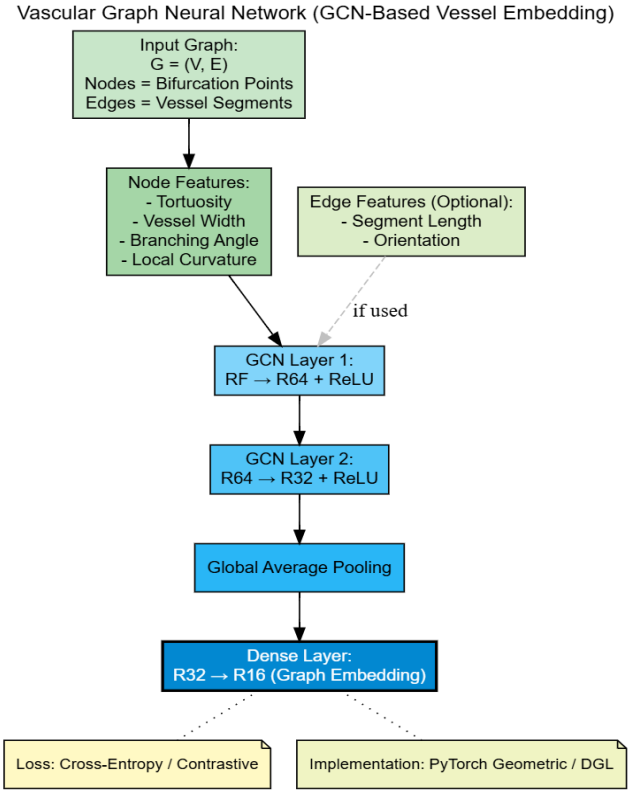 Vascular Graph Neural Network (GCN-Based Vessel Embedding)
Input Graph:
G = (V, E)
Nodes = Bifurcation Points
Edges = Vessel Segments
Node Features:
- Tortuosity
- Vessel Width
- Branching Angle
- Local Curvature
Edge Features (Optional):
- Segment Length
- Orientation
if used
GCN Layer 1:
RF → R64 + ReLU
GCN Layer 2:
R64 → R32 + ReLU
Global Average Pooling
Dense Layer:
R32 → R16 (Graph Embedding)
Loss: Cross-Entropy / Contrastive
Implementation: PyTorch Geometric / DGL